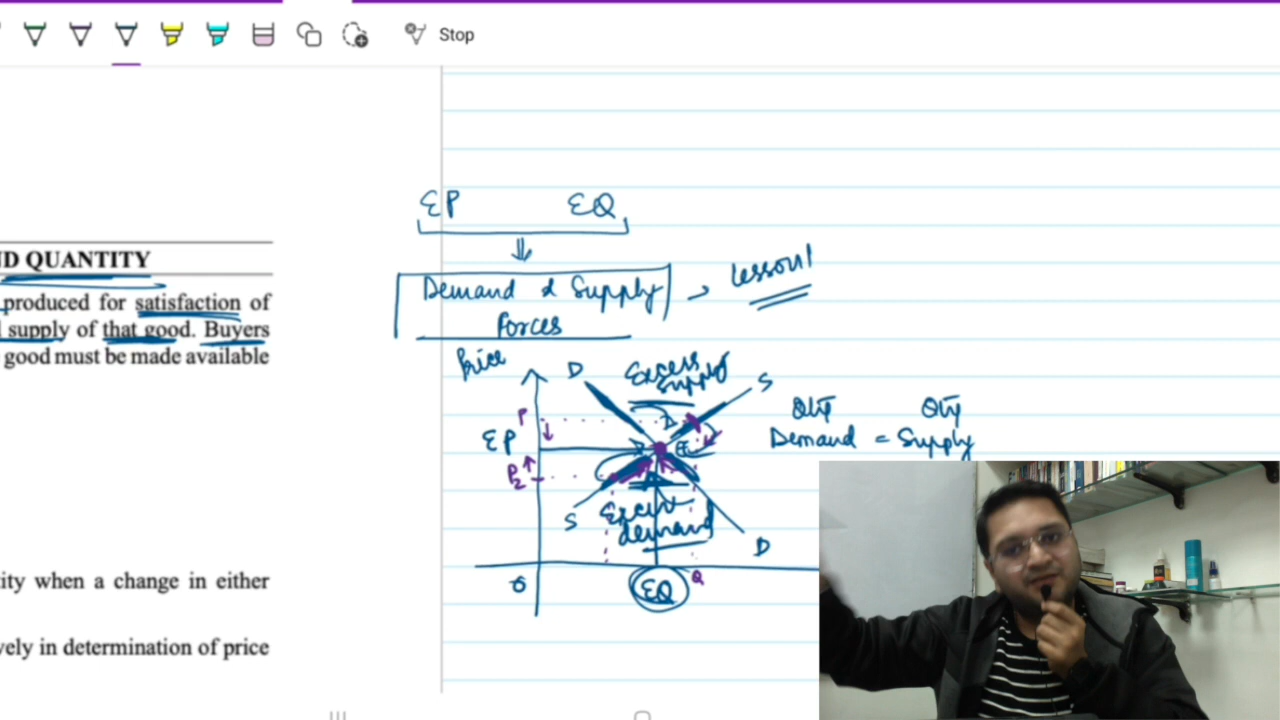 Stop
EP EQ
ND QUANTITY
produced for satisfaction of
supply of that good. Buyers
good must be made available
Demand & Supply → Lesson 1
Forces
Price
D
Excess
Supply
S
P
EP
E
P2
Qty Qty
Demand = Supply
S
Excess
demand
D
0
EQ
Q
ity when a change in either
vely in determination of price